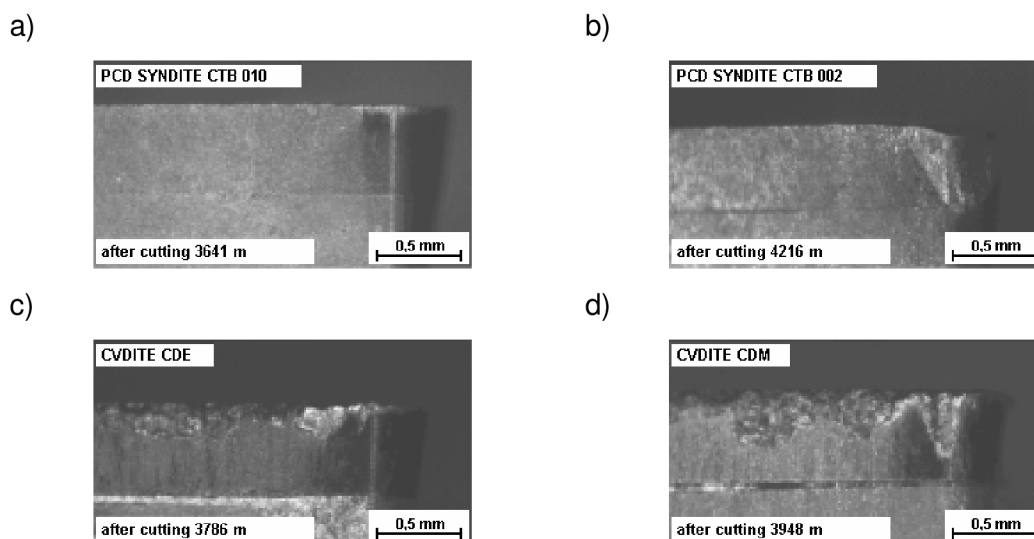 a)
b)
PCD SYNDITE CTB 010
PCD SYNDITE CTB 002
after cutting 3641 m
0,5 mm
after cutting 4216 m
0,5 mm
c)
d)
CVDITE CDE
CVDITE CDM
after cutting 3786 m
0,5 mm
after cutting 3948 m
0,5 mm